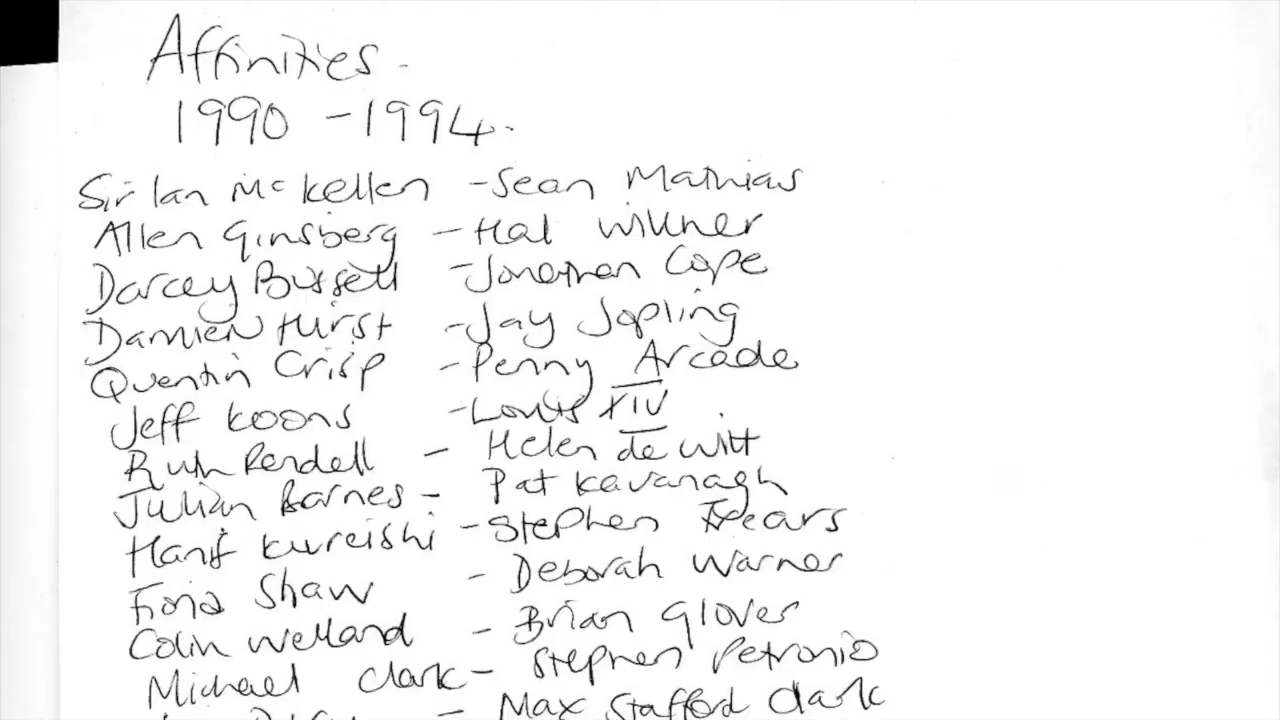 Affinities.
1990 - 1994.
Sir Ian McKellen - Sean Mathias
Allen Ginsberg - Hal Willner
Darcey Bussell - Jonathan Cope
Damien Hirst - Jay Jopling
Quentin Crisp - Penny Arcade
Jeff Koons - Louis XIV
Ruth Rendell - Helen de Witt
Julian Barnes - Pat Kavanagh
Hanif Kureishi - Stephen Frears
Fiona Shaw - Deborah Warner
Colin Welland - Brian Glover
Michael Clark - Stephen Petronio
- Max Stafford Clark